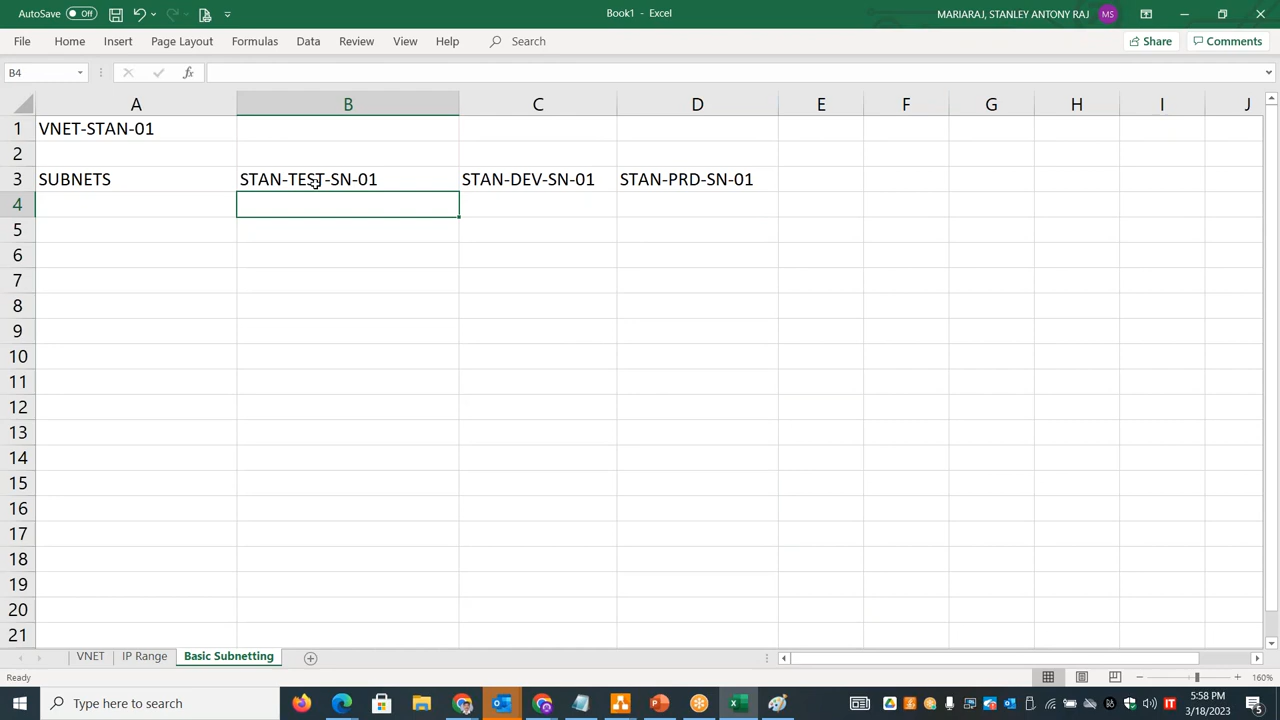 AutoSave Off Book1 - Excel MARIARAJ, STANLEY ANTONY RAJ MS
File Home Insert Page Layout Formulas Data Review View Help Search Share Comments
B4 fx
A B C D E F G H I J
1 VNET-STAN-01
2
3 SUBNETS STAN-TEST-SN-01 STAN-DEV-SN-01 STAN-PRD-SN-01
4
5
6
7
8
9
10
11
12
13
14
15
16
17
18
19
20
21
VNET IP Range Basic Subnetting
Ready 160%
Type here to search 5:58 PM
3/18/2023 5